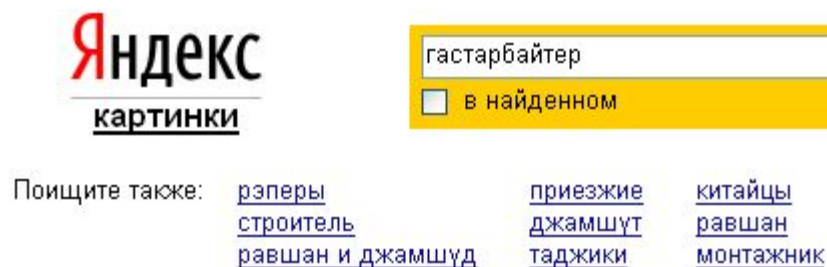 Яндекс
картинки
гастарбайтер
в найденном
Поищите также: рэперы приезжие китайцы
строитель джамшут равшан
равшан и джамшуд таджики монтажник